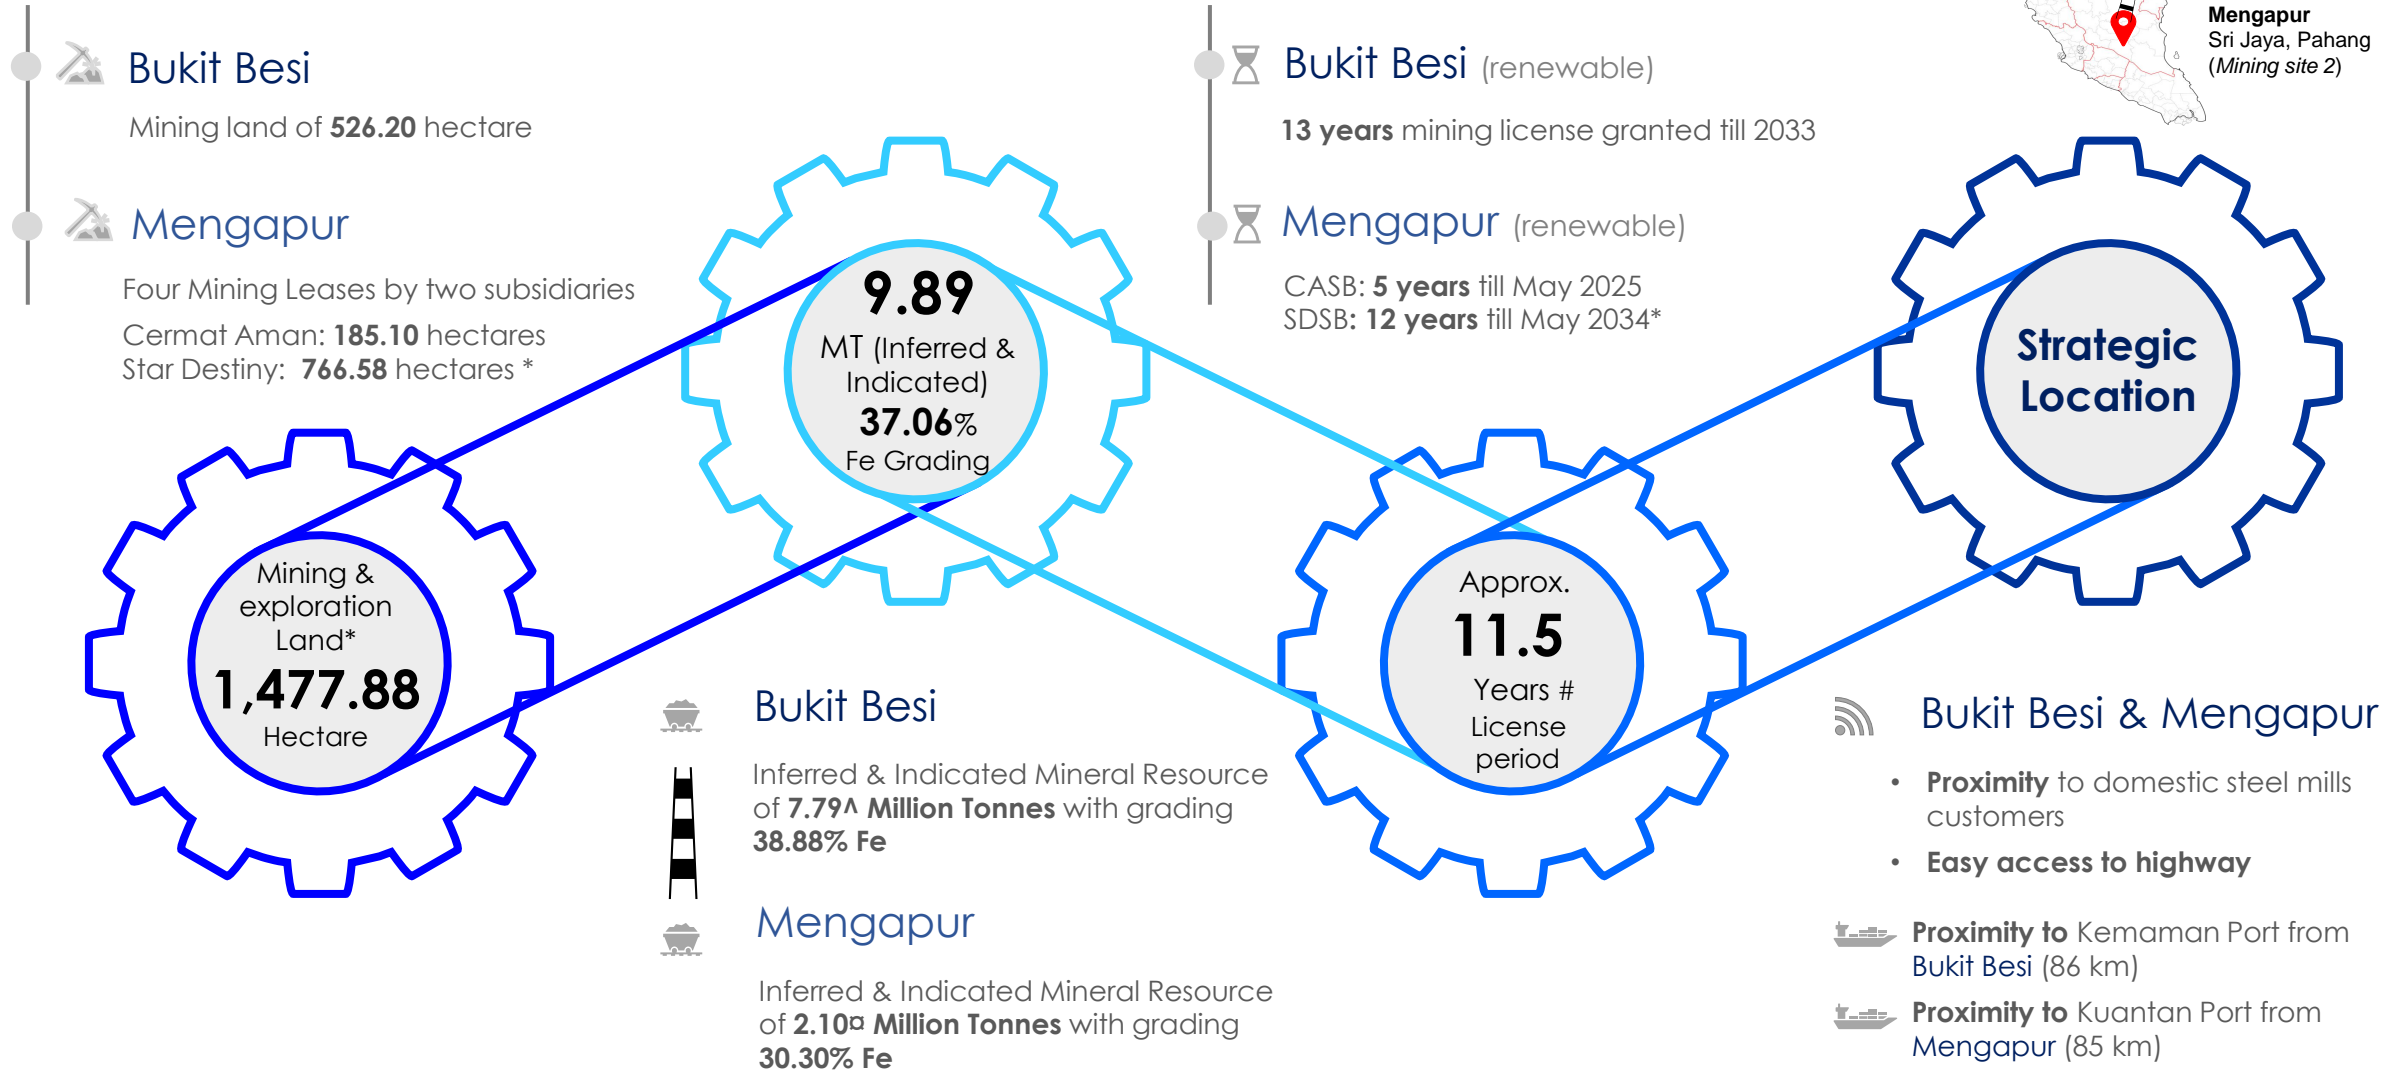 Bukit Besi
Mining land of 526.20 hectare
Mengapur
Four Mining Leases by two subsidiaries
Cermat Aman: 185.10 hectares
Star Destiny: 766.58 hectares *
Mining &
exploration
Land*
1,477.88
Hectare
9.89
MT (Inferred &
Indicated)
37.06%
Fe Grading
Bukit Besi
Inferred & Indicated Mineral Resource
of 7.79^ Million Tonnes with grading
38.88% Fe
Mengapur
Inferred & Indicated Mineral Resource
of 2.10¤ Million Tonnes with grading
30.30% Fe
Bukit Besi (renewable)
13 years mining license granted till 2033
Mengapur (renewable)
CASB: 5 years till May 2025
SDSB: 12 years till May 2034*
Approx.
11.5
Years #
License
period
Mengapur
Sri Jaya, Pahang
(Mining site 2)
Strategic
Location
Bukit Besi & Mengapur
• Proximity to domestic steel mills
customers
• Easy access to highway
Proximity to Kemaman Port from
Bukit Besi (86 km)
Proximity to Kuantan Port from
Mengapur (85 km)